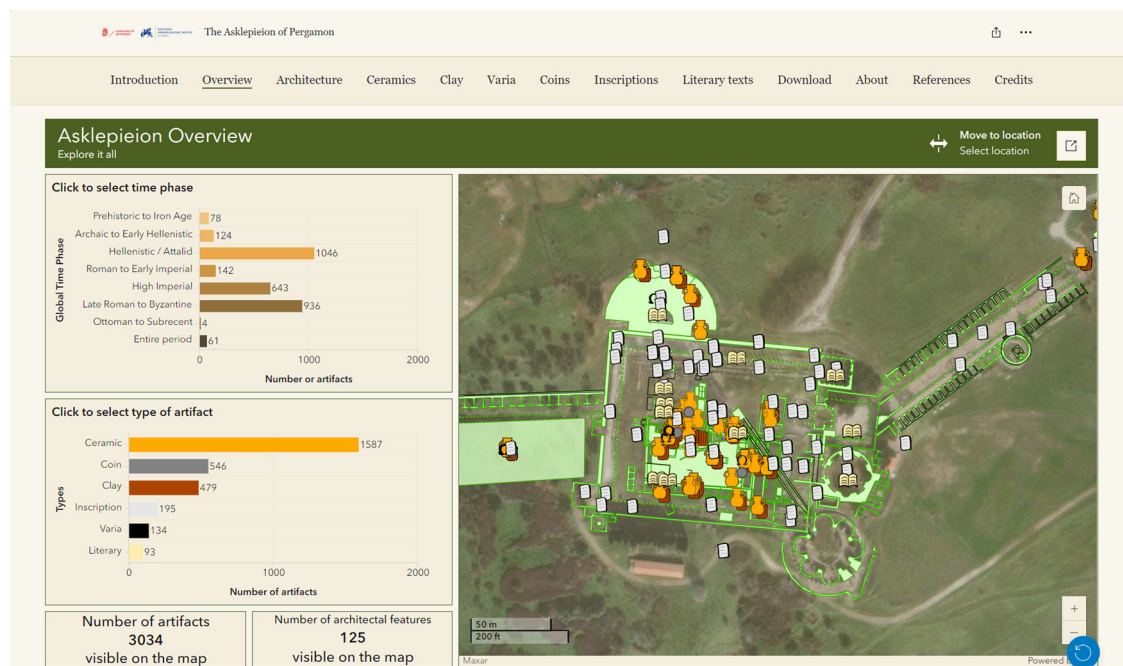 The Asklepieion of Pergamon
Introduction Overview Architecture Ceramics Clay Varia Coins Inscriptions Literary texts Download About References Credits
Asklepieion Overview
Explore it all
Move to location
Select location
Click to select time phase
Global Time Phase
Prehistoric to Iron Age 78
Archaic to Early Hellenistic 124
Hellenistic / Attalid 1046
Roman to Early Imperial 142
High Imperial 643
Late Roman to Byzantine 936
Ottoman to Subrecent 4
Entire period 61
0 1000 2000
Number or artifacts
Click to select type of artifact
Types
Ceramic 1587
Coin 546
Clay 479
Inscription 195
Varia 134
Literary 93
0 1000 2000
Number of artifacts
Number of artifacts
3034
visible on the map
Number of architectal features
125
visible on the map
50 m
200 ft
Maxar
Powered